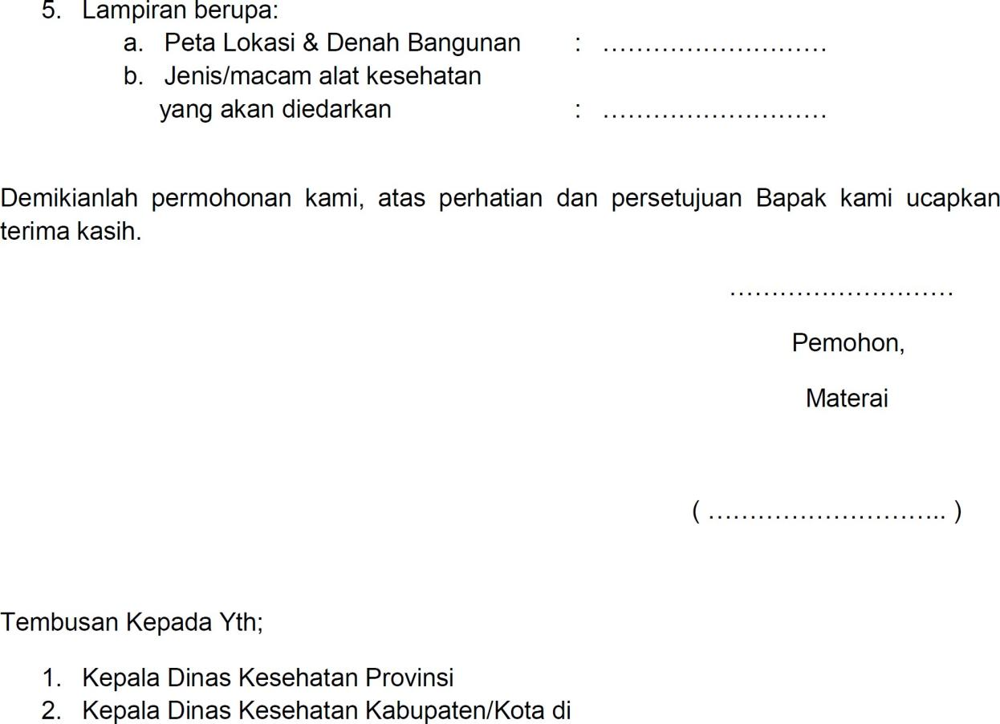 5. Lampiran berupa:
a. Peta Lokasi & Denah Bangunan : ………………………
b. Jenis/macam alat kesehatan
yang akan diedarkan : ………………………
Demikianlah permohonan kami, atas perhatian dan persetujuan Bapak kami ucapkan
terima kasih.
………………………
Pemohon,
Materai
( ……………………….. )
Tembusan Kepada Yth;
1. Kepala Dinas Kesehatan Provinsi
2. Kepala Dinas Kesehatan Kabupaten/Kota di